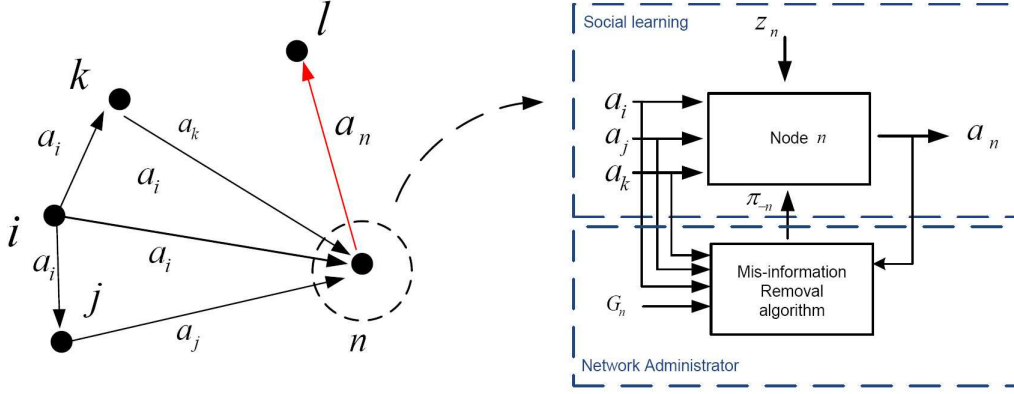 l
k
a_i
a_k
a_n
a_i
i
a_i
a_i
j
a_j
n
Social learning
z_n
a_i
a_j
a_k
Node n
a_n
π_{-n}
Mis-information
Removal
algorithm
G_n
Network Administrator